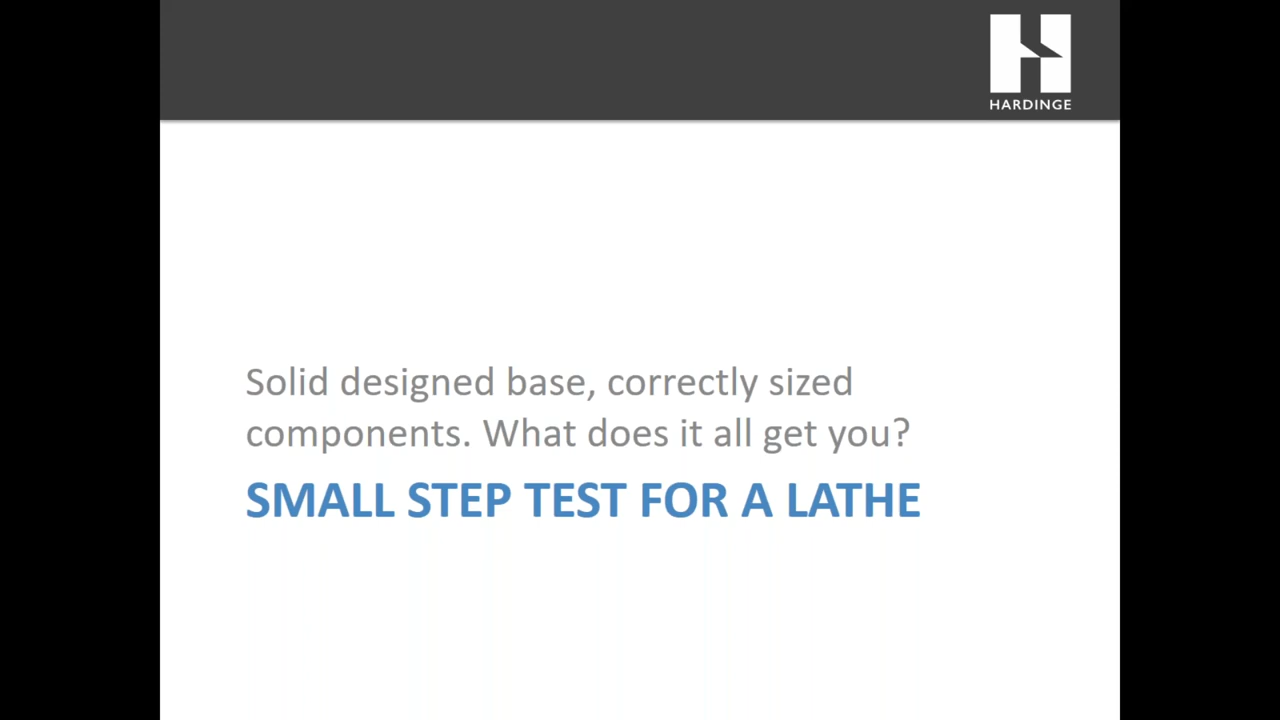 HARDINGE
Solid designed base, correctly sized
components. What does it all get you?
SMALL STEP TEST FOR A LATHE